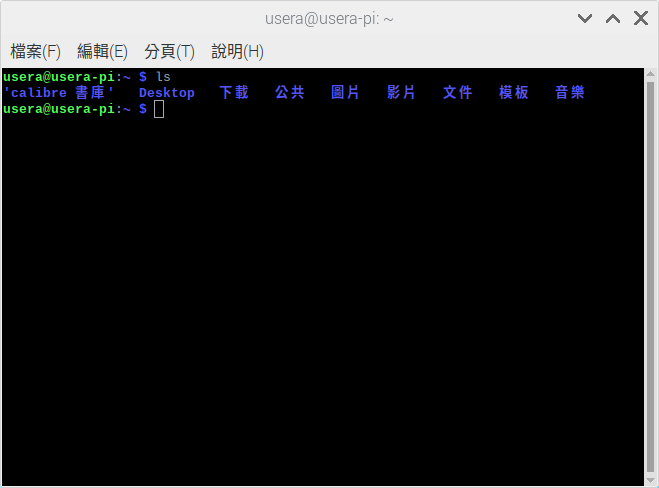 usera@usera-pi: ~
檔案(F) 編輯(E) 分頁(T) 說明(H)
usera@usera-pi:~ $ ls
'calibre 書庫' Desktop 下載 公共 圖片 影片 文件 模板 音樂
usera@usera-pi:~ $